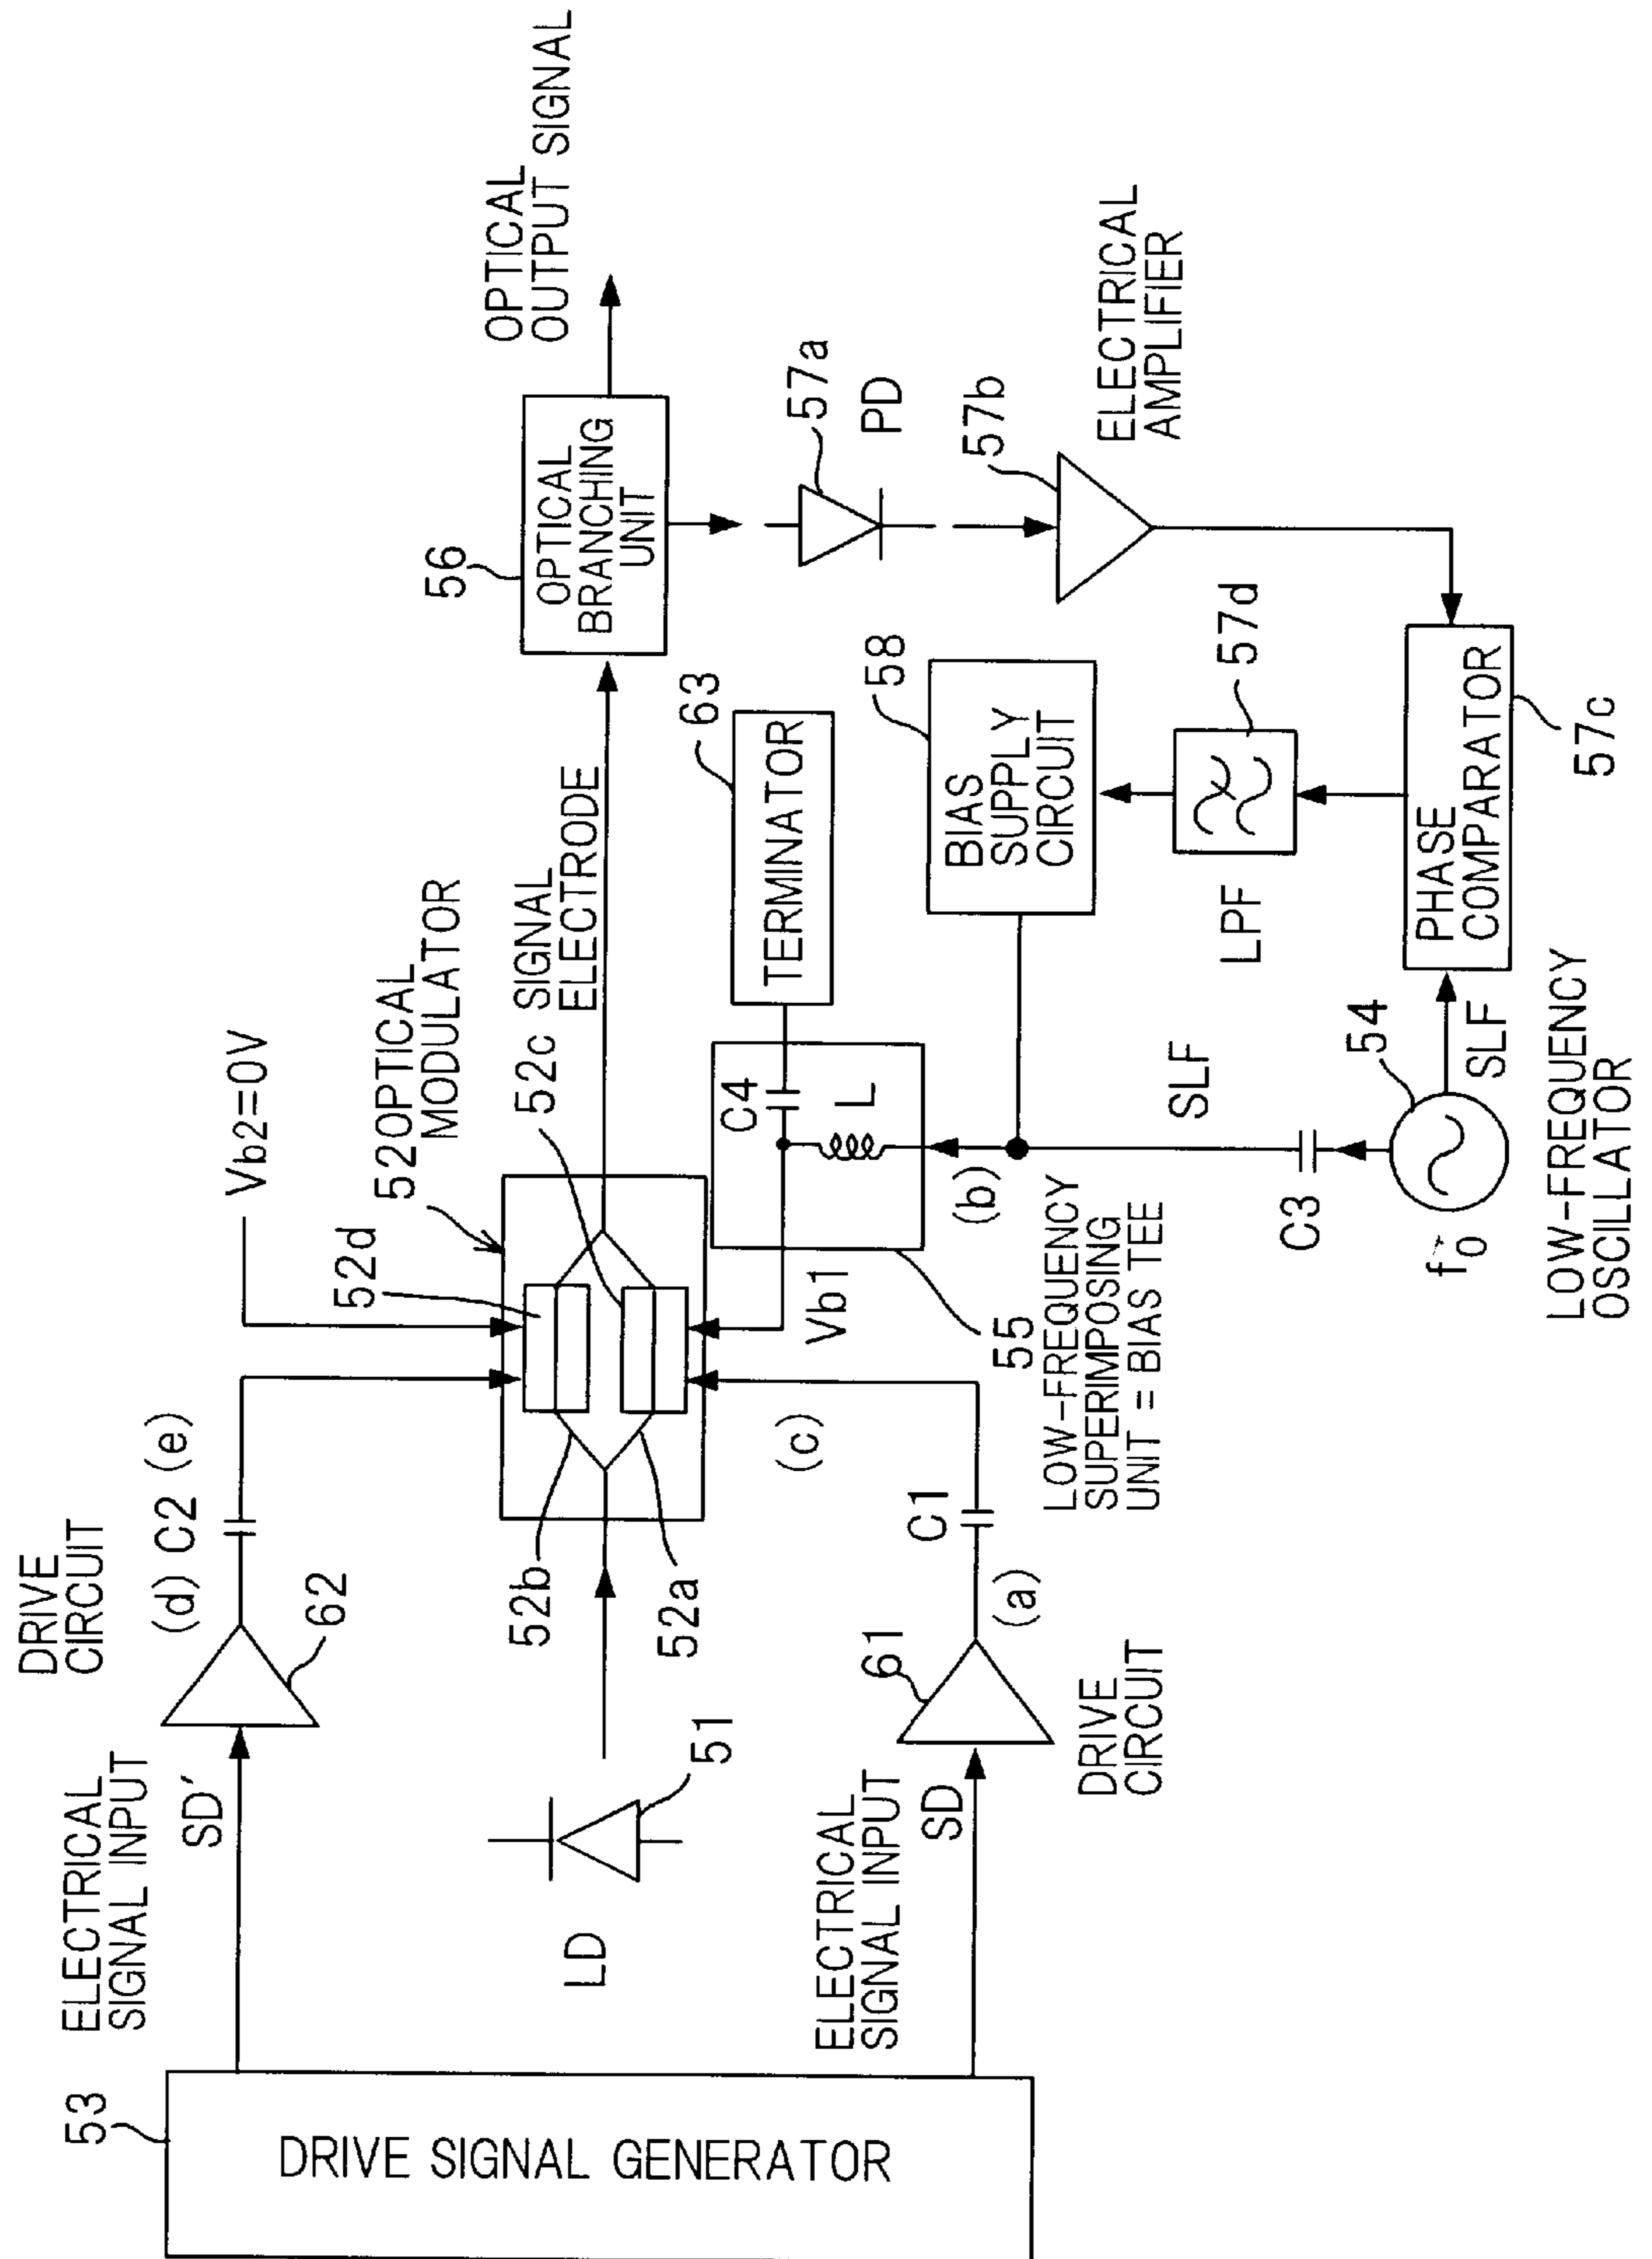 53
DRIVE SIGNAL GENERATOR
ELECTRICAL
SIGNAL INPUT
SD'
DRIVE
CIRCUIT
62
(d) C2 (e)
Vb2=0V
LD
51
52b
52a
52d
52 OPTICAL
MODULATOR
52c SIGNAL
ELECTRODE
ELECTRICAL
SIGNAL INPUT
SD
61
DRIVE
CIRCUIT
(a)
C1
(c)
Vb1
55
LOW-FREQUENCY
SUPERIMPOSING
UNIT = BIAS TEE
C4
L
(b)
63
TERMINATOR
56
OPTICAL
BRANCHING
UNIT
OPTICAL
OUTPUT SIGNAL
57a
PD
57b
ELECTRICAL
AMPLIFIER
58
BIAS
SUPPLY
CIRCUIT
57d
LPF
PHASE
COMPARATOR
57c
SLF
C3
54
SLF
f0
LOW-FREQUENCY
OSCILLATOR